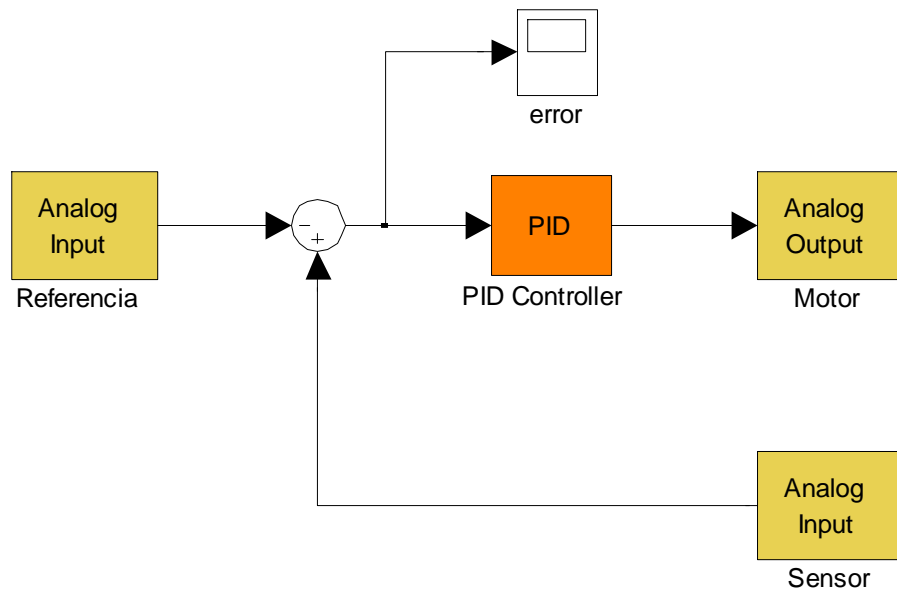 error
Analog
Input
Referencia
−
+
PID
PID Controller
Analog
Output
Motor
Analog
Input
Sensor